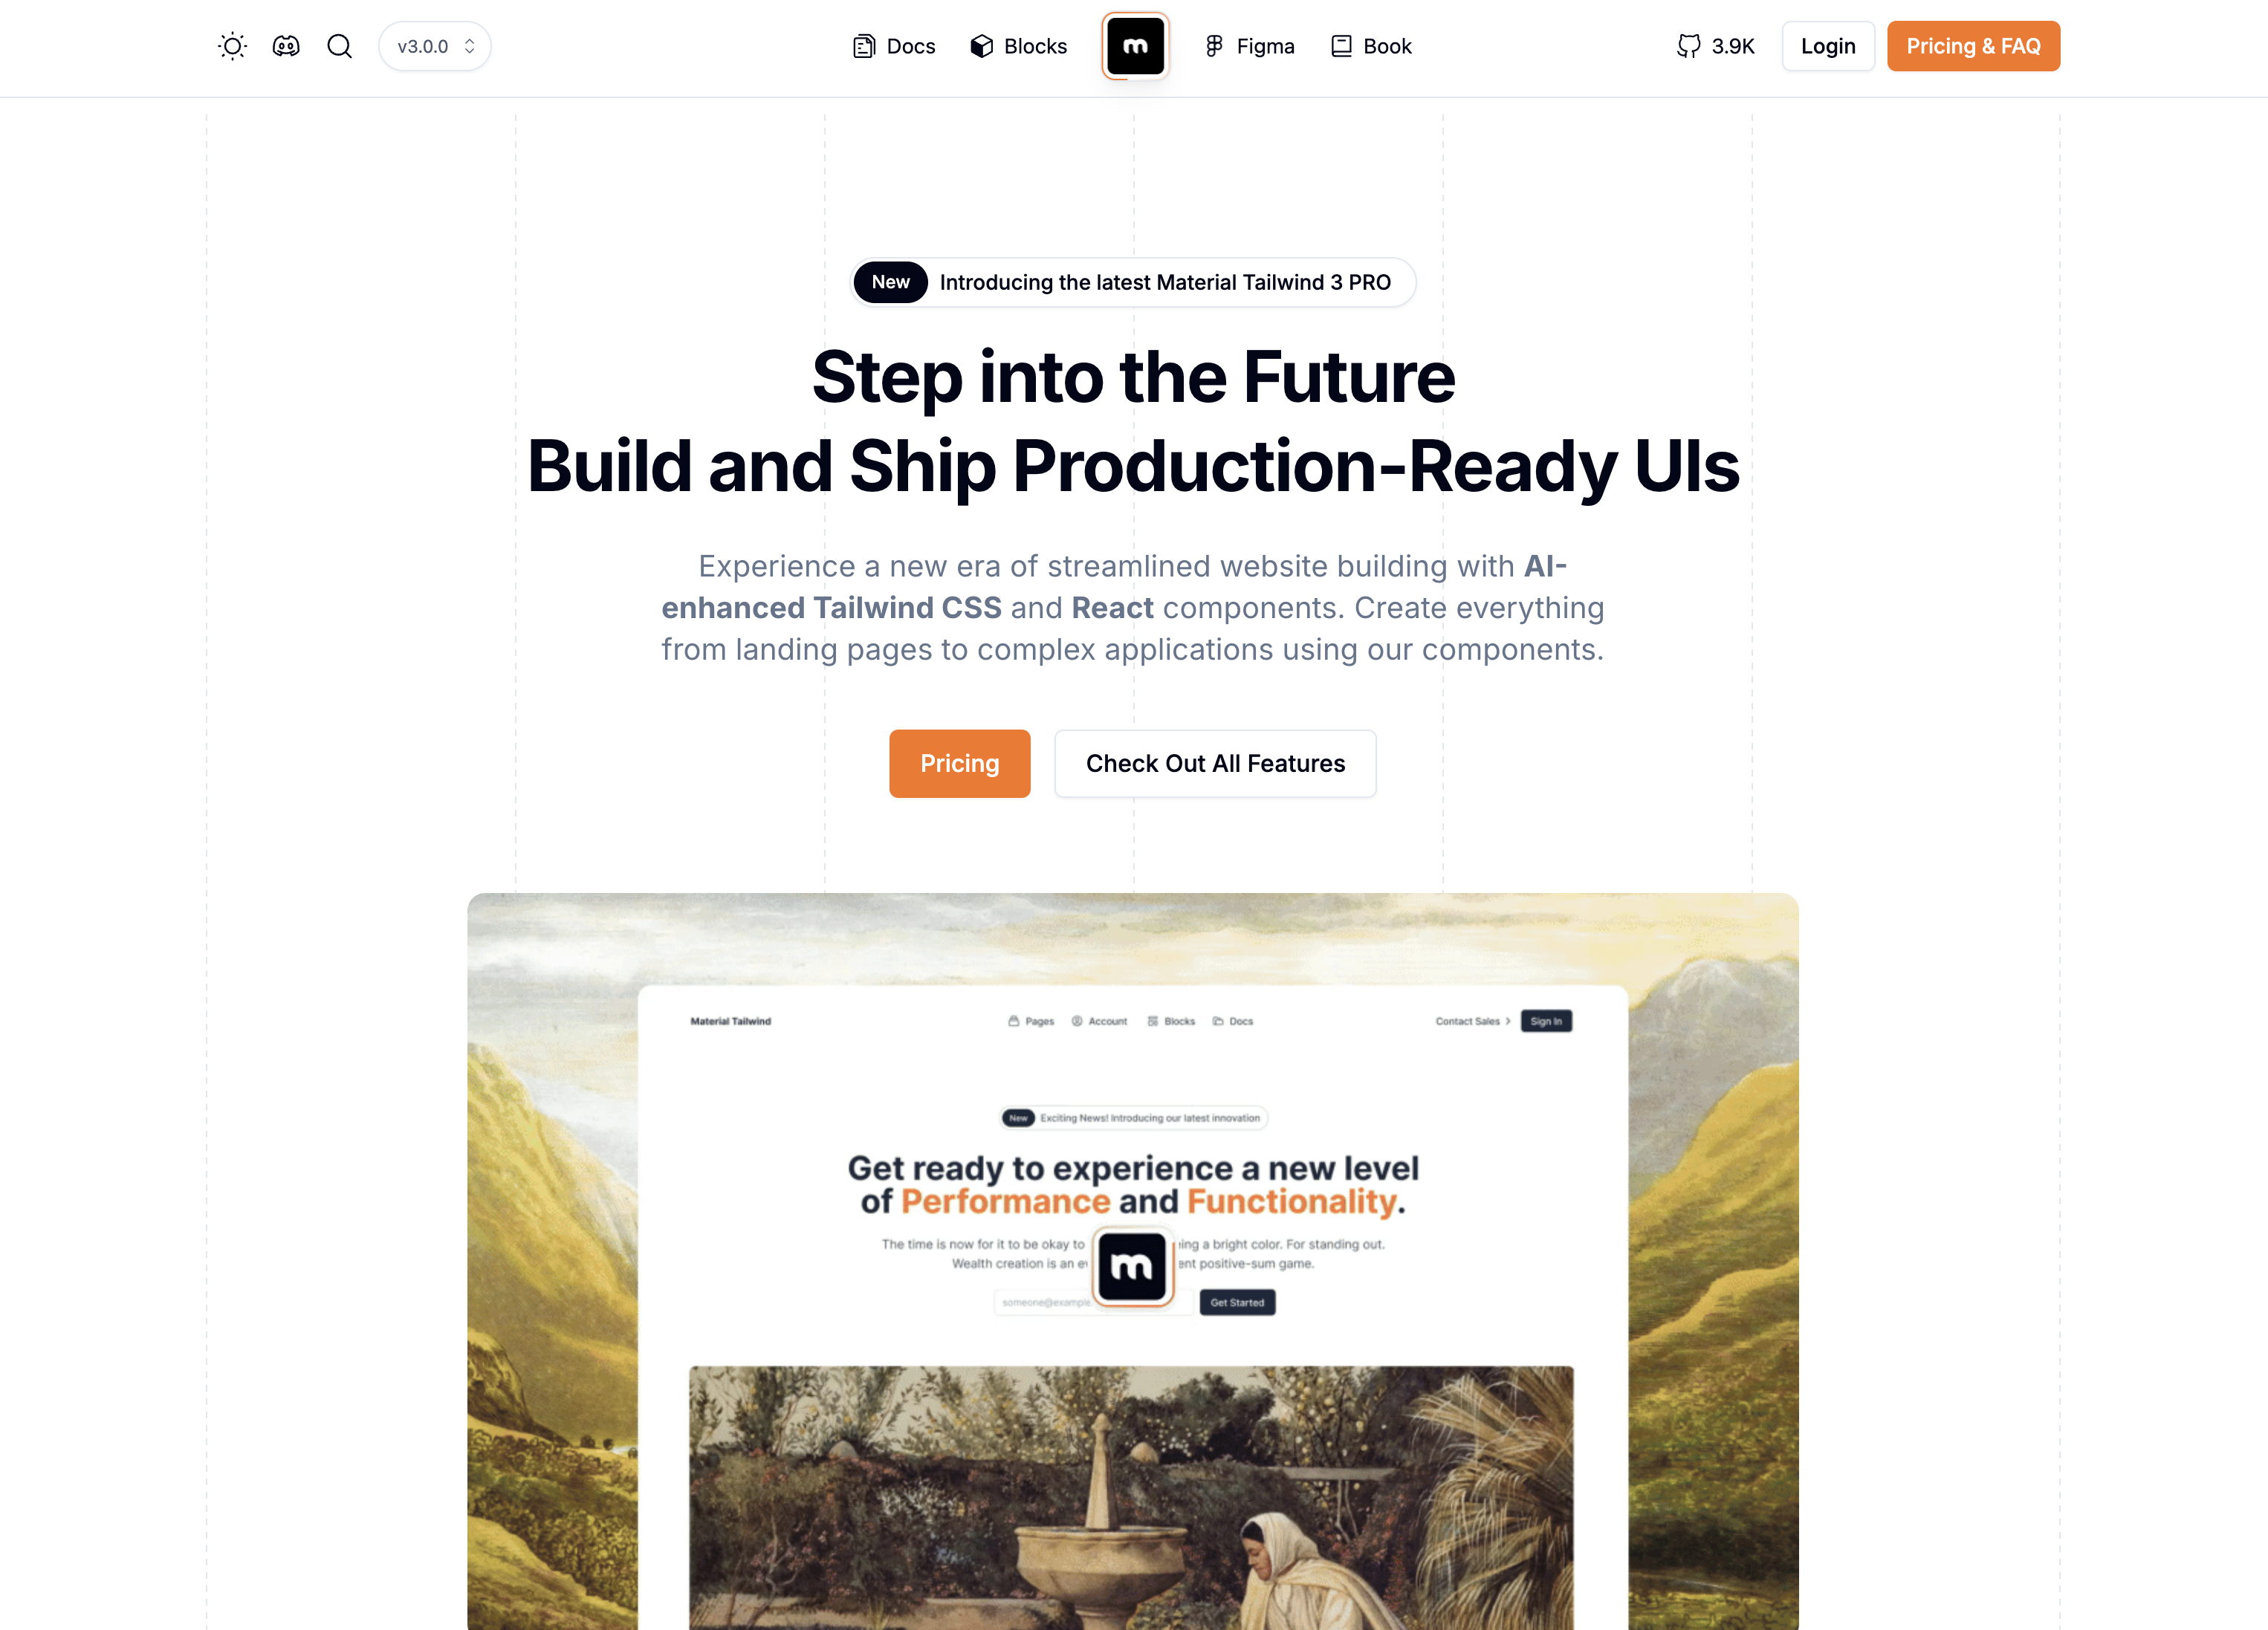 v3.0.0
Docs
Blocks
m
Figma
Book
3.9K
Login
Pricing & FAQ
New Introducing the latest Material Tailwind 3 PRO
Step into the Future
Build and Ship Production-Ready UIs
Experience a new era of streamlined website building with AI-
enhanced Tailwind CSS and React components. Create everything
from landing pages to complex applications using our components.
Pricing
Check Out All Features
Material Tailwind
Pages
Account
Blocks
Docs
Contact Sales
Sign In
New Exciting News! Introducing our latest innovation
Get ready to experience a new level
of Performance and Functionality.
The time is now for it to be okay to
a bright color. For standing out.
m
Wealth creation is an
positive-sum game.
someone@example
Get Started